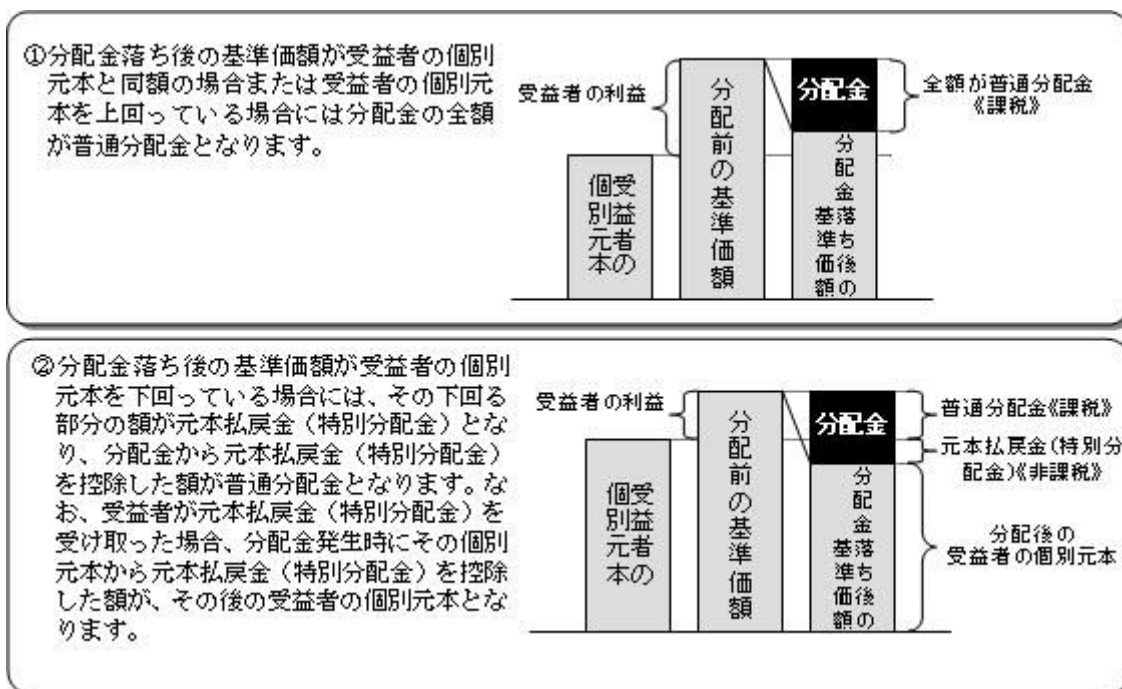 ①分配金落ち後の基準価額が受益者の個別
元本と同額の場合または受益者の個別元
本を上回っている場合には分配金の全額
が普通分配金となります。
受益者の利益
受益者の
個別元本
分配前の基準価額
分配金
分配金落ち後の
基準価額
全額が普通分配金
《課税》
②分配金落ち後の基準価額が受益者の個別
元本を下回っている場合には、その下回る
部分の額が元本払戻金（特別分配金）とな
り、分配金から元本払戻金（特別分配金）
を控除した額が普通分配金となります。な
お、受益者が元本払戻金（特別分配金）を
受け取った場合、分配金発生時にその個別
元本から元本払戻金（特別分配金）を控除
した額が、その後の受益者の個別元本とな
ります。
受益者の利益
受益者の
個別元本
分配前の基準価額
分配金
分配金落ち後の
基準価額
普通分配金《課税》
元本払戻金(特別分
配金)《非課税》
分配後の
受益者の個別元本